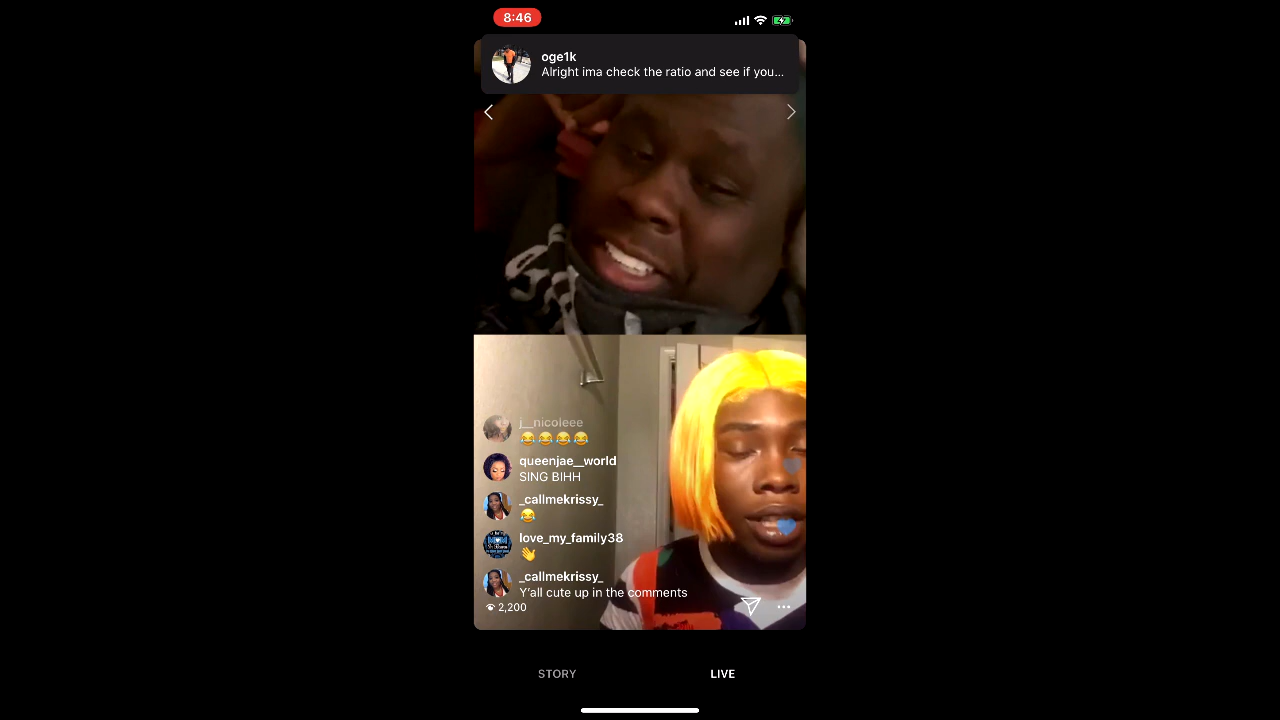 8:46
oge1k
Alright ima check the ratio and see if you...
j__nicoleee
😂😂😂😂
queenjae__world
SING BIHH
_callmekrissy_
😂
love_my_family38
👋
_callmekrissy_
Y'all cute up in the comments
2,200
STORY
LIVE